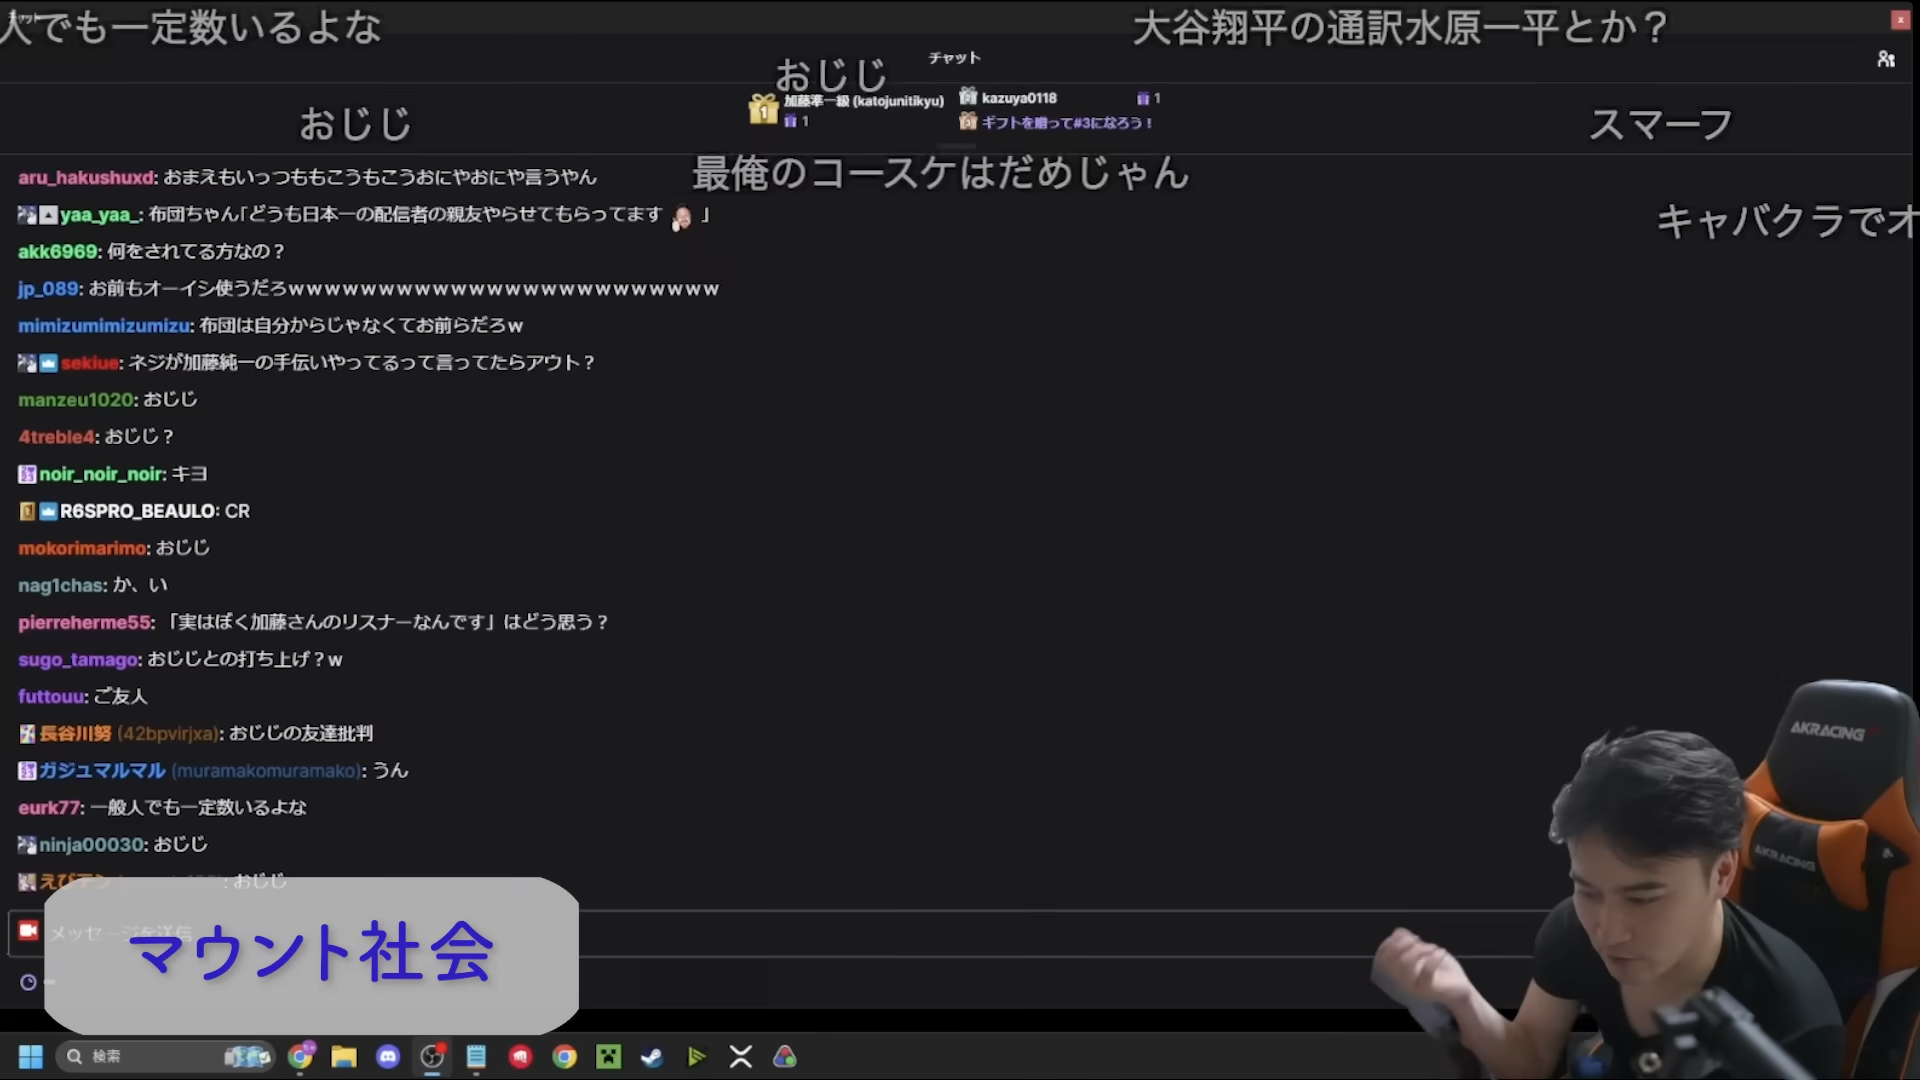 人でも一定数いるよな
大谷翔平の通訳水原一平とか？
チャット
おじじ
加藤準一級 (katojunitikyu)
1
kazuya0118
1
ギフトを贈って#3になろう！
おじじ
スマーフ
最俺のコースケはだめじゃん
キャバクラでオ
aru_hakushuxd: おまえもいっつももこうもこうおにやおにや言うやん
yaa_yaa_: 布団ちゃん｢どうも日本一の配信者の親友やらせてもらってます 」
akk6969: 何をされてる方なの？
jp_089: お前もオーイシ使うだろｗｗｗｗｗｗｗｗｗｗｗｗｗｗｗｗｗｗｗｗｗｗｗｗ
mimizumimizumizu: 布団は自分からじゃなくてお前らだろw
sekiue: ネジが加藤純一の手伝いやってるって言ってたらアウト？
manzeu1020: おじじ
4treble4: おじじ？
noir_noir_noir: キヨ
R6SPRO_BEAULO: CR
mokorimarimo: おじじ
nag1chas: か、い
pierreherme55: 「実はぼく加藤さんのリスナーなんです」はどう思う？
sugo_tamago: おじじとの打ち上げ？w
futtouu: ご友人
長谷川努 (42bpvirjxa): おじじの友達批判
ガジュマルマル (muramakomuramako): うん
eurk77: 一般人でも一定数いるよな
ninja00030: おじじ
: おじじ
メッセージを送信
マウント社会
検索
AKRACING
AKRACING